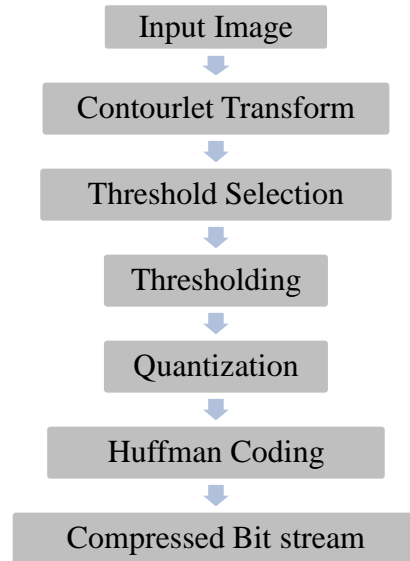 Input Image
Contourlet Transform
Threshold Selection
Thresholding
Quantization
Huffman Coding
Compressed Bit stream